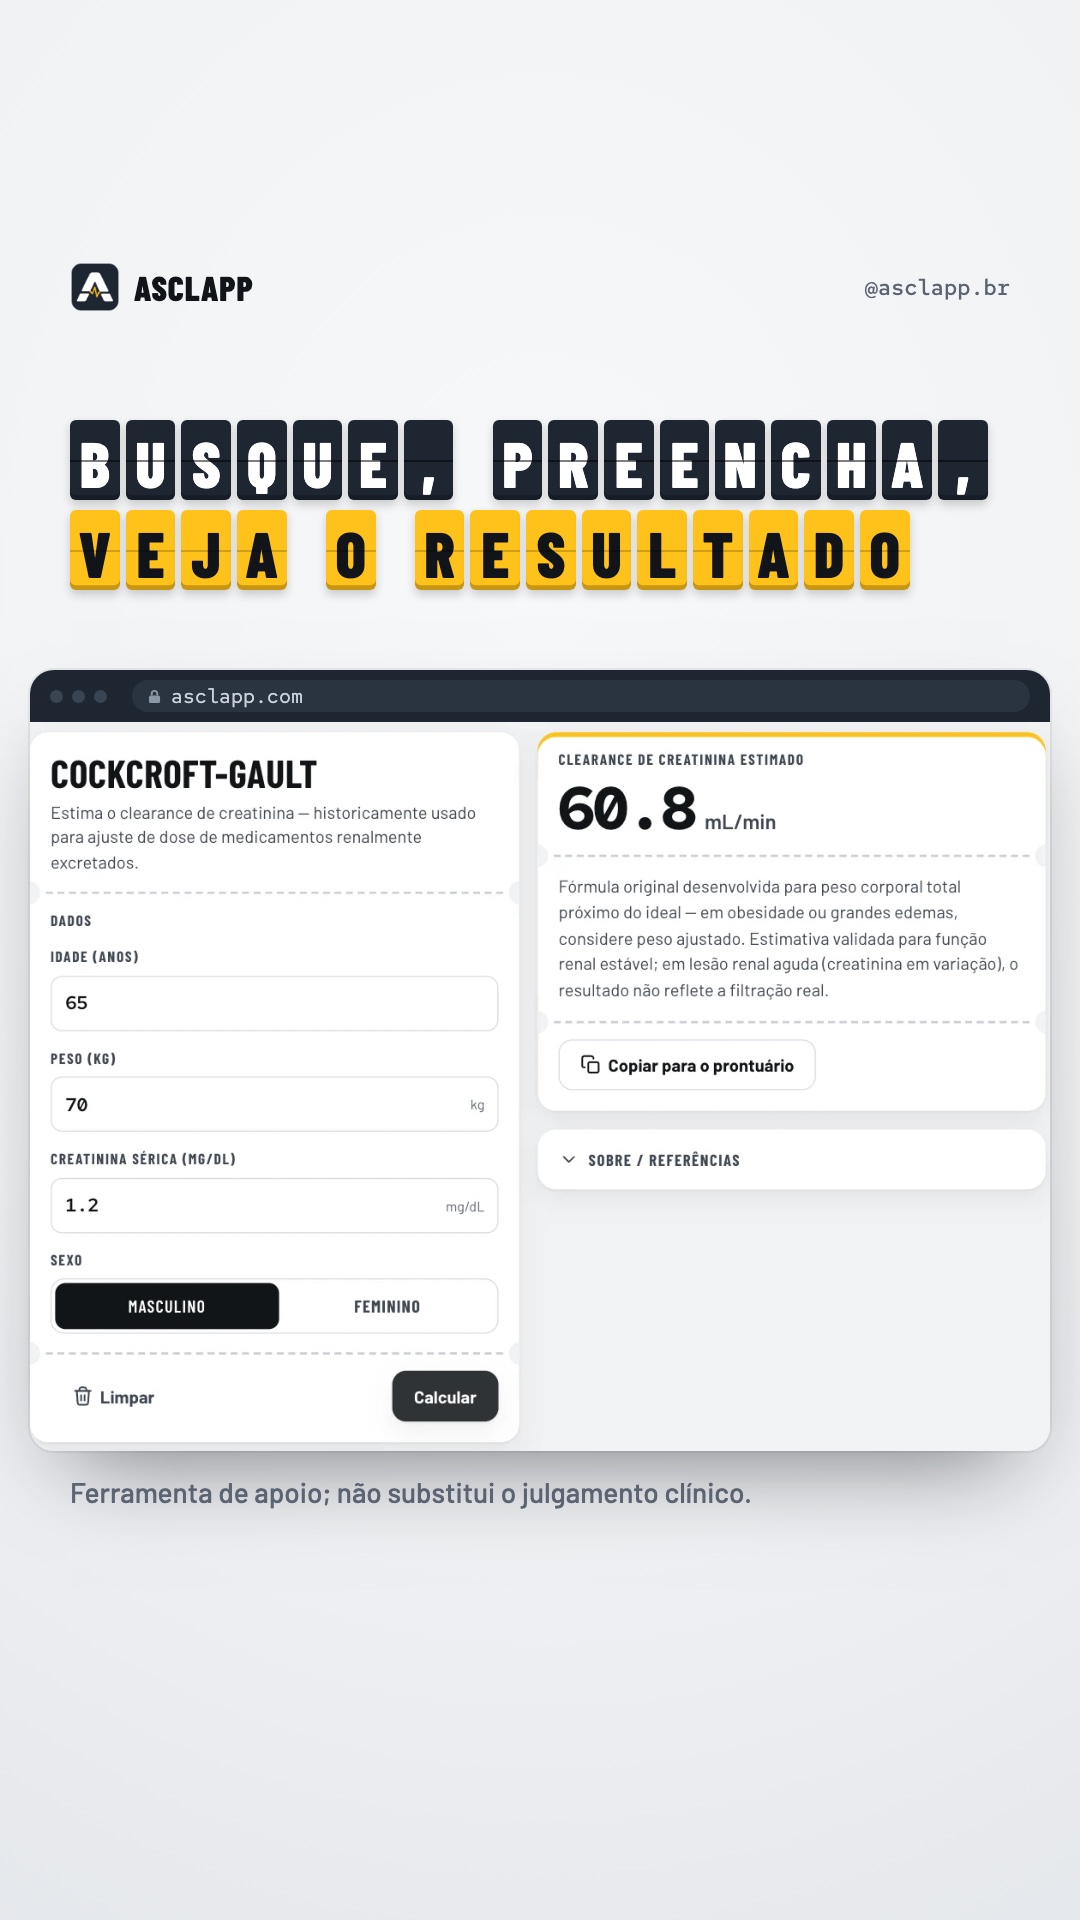 ASCLAPP
@asclapp.br
BUSQUE, PREENCHA,
VEJA O RESULTADO
asclapp.com
COCKCROFT-GAULT
Estima o clearance de creatinina — historicamente usado
para ajuste de dose de medicamentos renalmente
excretados.
DADOS
IDADE (ANOS)
65
PESO (KG)
70
kg
CREATININA SÉRICA (MG/DL)
1.2
mg/dL
SEXO
MASCULINO
FEMININO
Limpar
Calcular
CLEARANCE DE CREATININA ESTIMADO
60.8 mL/min
Fórmula original desenvolvida para peso corporal total
próximo do ideal — em obesidade ou grandes edemas,
considere peso ajustado. Estimativa validada para função
renal estável; em lesão renal aguda (creatinina em variação), o
resultado não reflete a filtração real.
Copiar para o prontuário
SOBRE / REFERÊNCIAS
Ferramenta de apoio; não substitui o julgamento clínico.